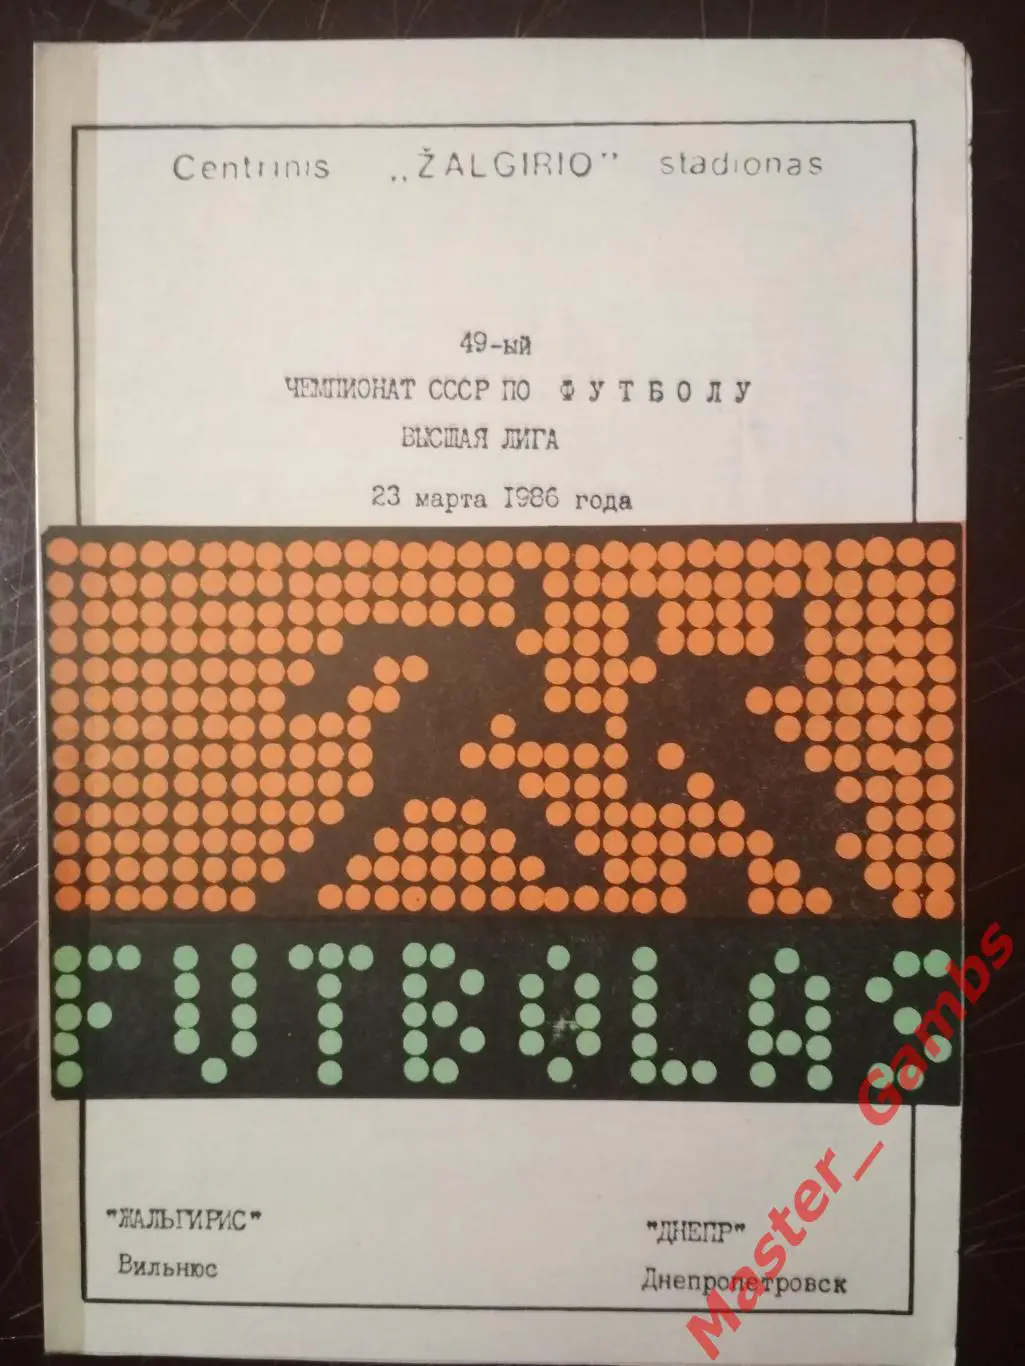 Centrinis „ŽALGIRIO” stadionas
49-ый
ЧЕМПИОНАТ СССР ПО ФУТБОЛУ
ВЫСШАЯ ЛИГА
23 марта 1986 года
FUTBOLAS
"ЖАЛЬГИРИС"
Вильнюс
"ДНЕПР"
Днепропетровск
Master_Gambs